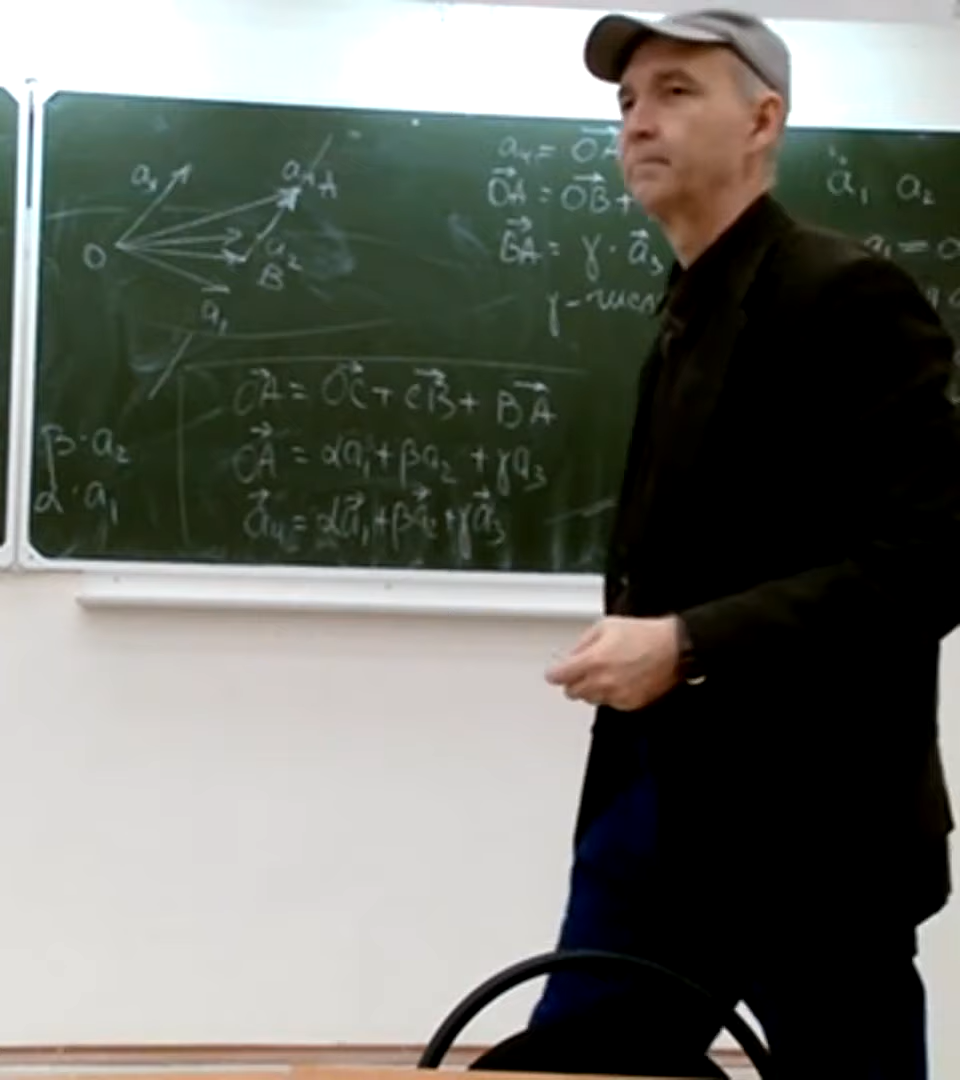 a₃
a₄ A
O
a₂
B
a₁
a₄ = OA
OA = OB +
BA = γ · a₃
γ - числ
a₁ a₂
a₁ = 0
OA = OC + CB + BA
OA = αa₁ + βa₂ + γa₃
a₄ = αa₁ + βa₂ + γa₃
β · a₂
α · a₁